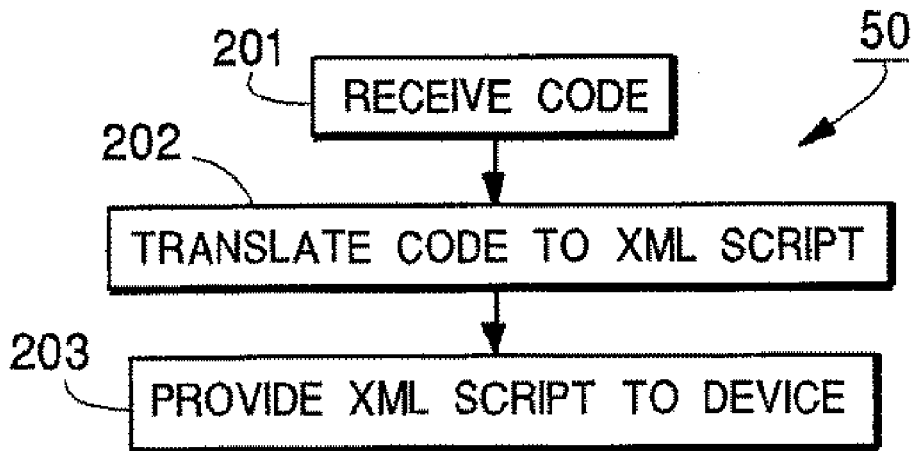 201
50
RECEIVE CODE
202
TRANSLATE CODE TO XML SCRIPT
203
PROVIDE XML SCRIPT TO DEVICE